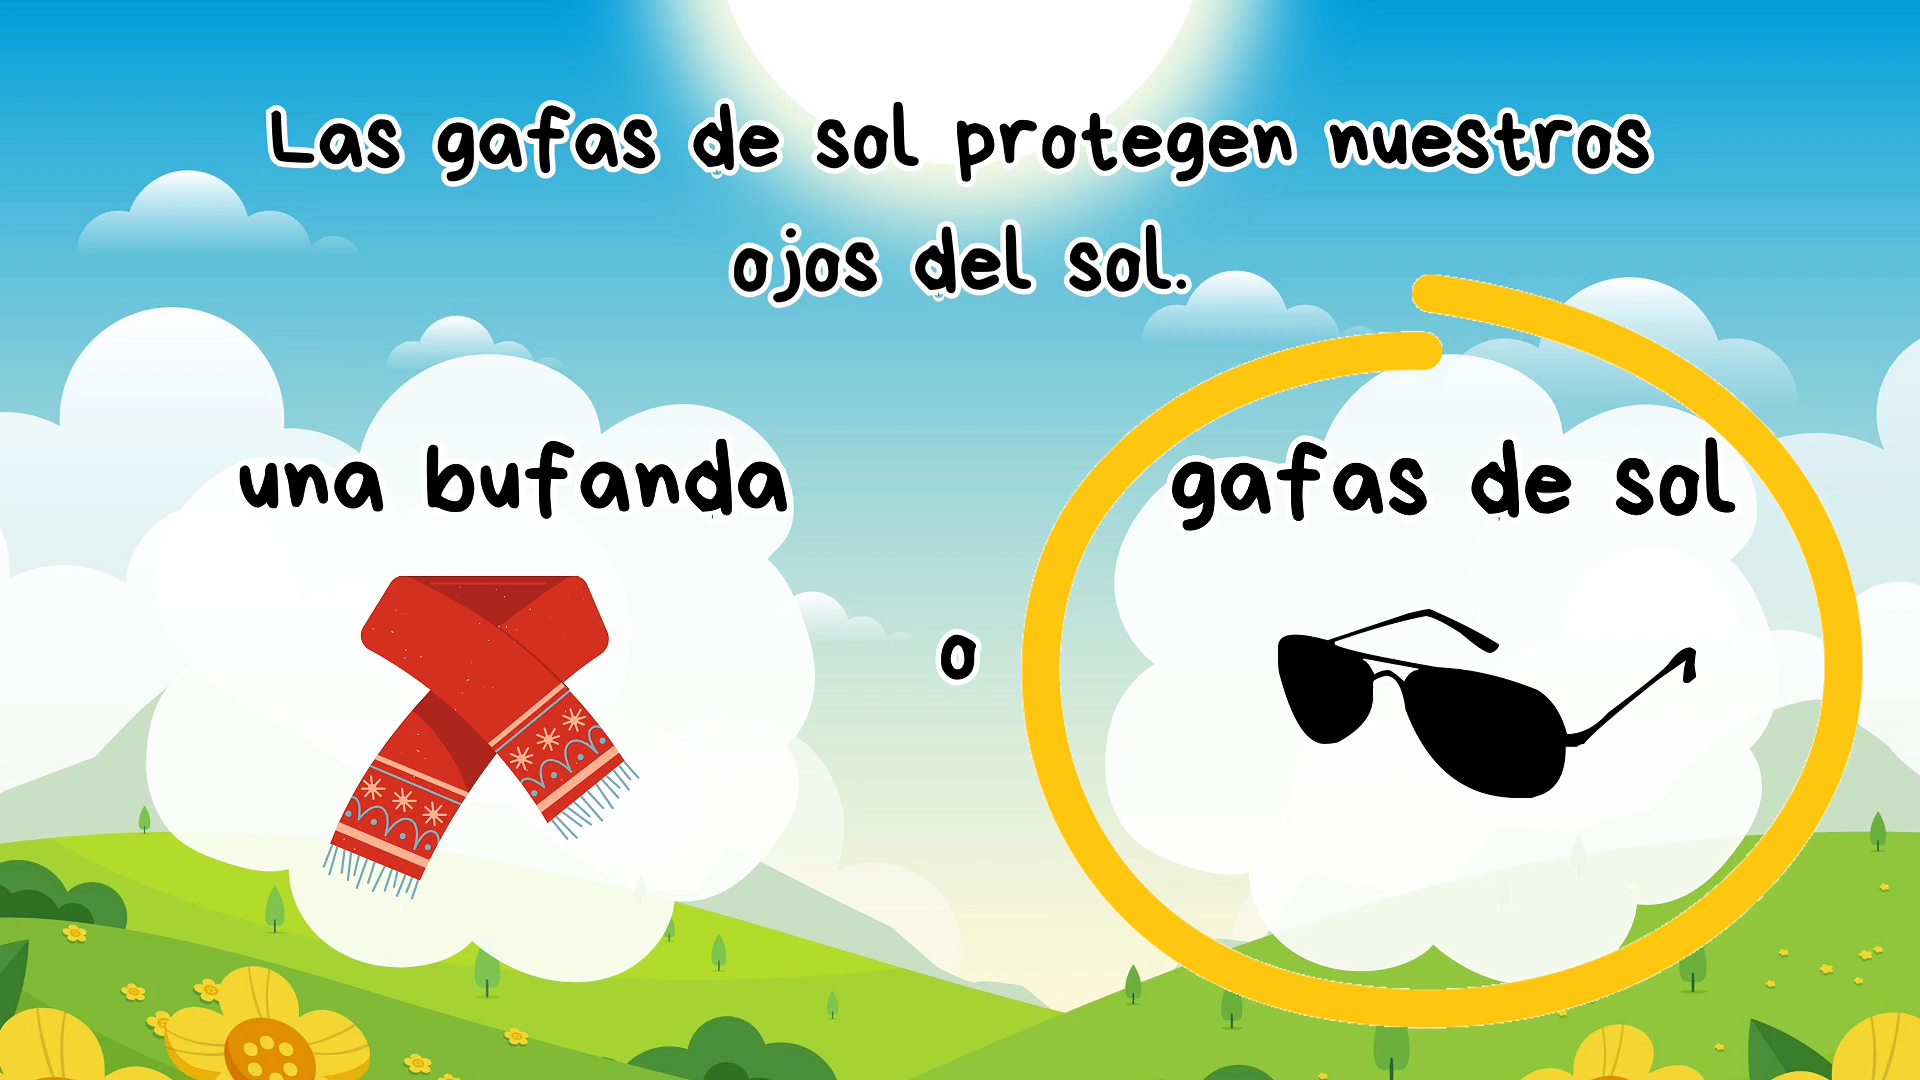 Las gafas de sol protegen nuestros
ojos del sol.
una bufanda
o
gafas de sol